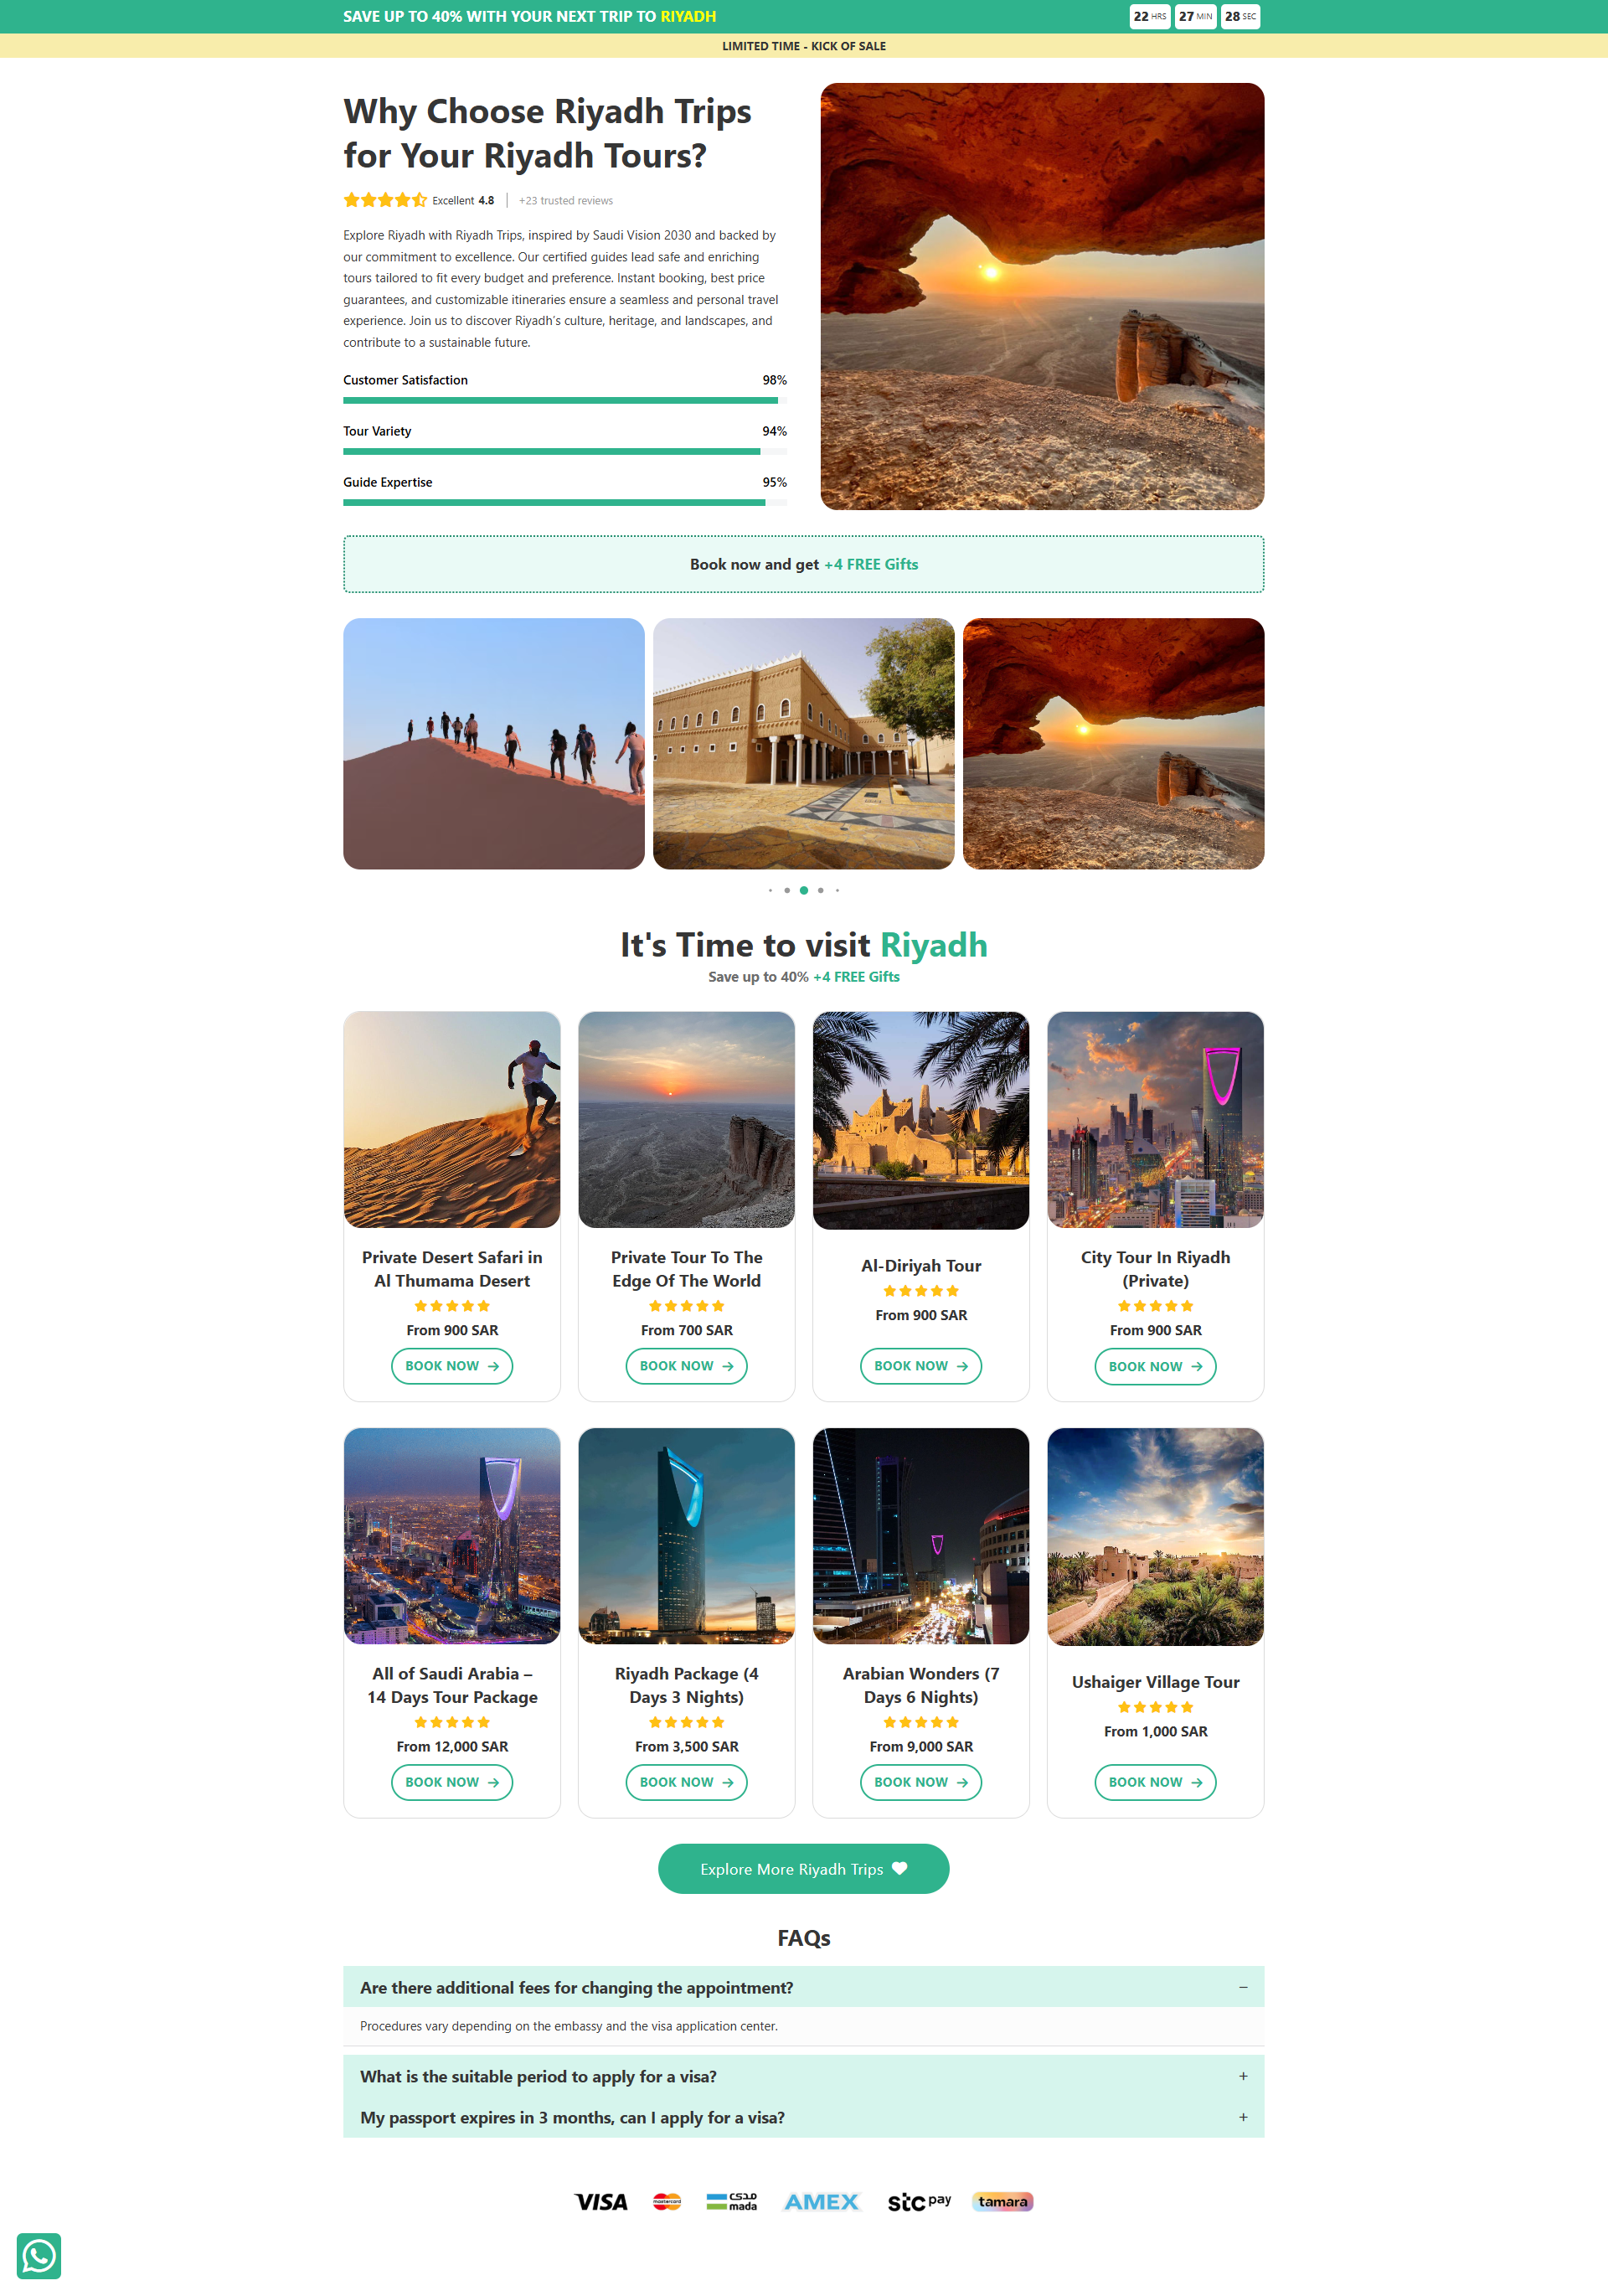 SAVE UP TO 40% WITH YOUR NEXT TRIP TO RIYADH
22 HRS 27 MIN 28 SEC
LIMITED TIME - KICK OF SALE
Why Choose Riyadh Trips
for Your Riyadh Tours?
Excellent 4.8 | +23 trusted reviews
Explore Riyadh with Riyadh Trips, inspired by Saudi Vision 2030 and backed by
our commitment to excellence. Our certified guides lead safe and enriching
tours tailored to fit every budget and preference. Instant booking, best price
guarantees, and customizable itineraries ensure a seamless and personal travel
experience. Join us to discover Riyadh's culture, heritage, and landscapes, and
contribute to a sustainable future.
Customer Satisfaction 98%
Tour Variety 94%
Guide Expertise 95%
Book now and get +4 FREE Gifts
It's Time to visit Riyadh
Save up to 40% +4 FREE Gifts
Private Desert Safari in
Al Thumama Desert
From 900 SAR
BOOK NOW →
Private Tour To The
Edge Of The World
From 700 SAR
BOOK NOW →
Al-Diriyah Tour
From 900 SAR
BOOK NOW →
City Tour In Riyadh
(Private)
From 900 SAR
BOOK NOW →
All of Saudi Arabia –
14 Days Tour Package
From 12,000 SAR
BOOK NOW →
Riyadh Package (4
Days 3 Nights)
From 3,500 SAR
BOOK NOW →
Arabian Wonders (7
Days 6 Nights)
From 9,000 SAR
BOOK NOW →
Ushaiger Village Tour
From 1,000 SAR
BOOK NOW →
Explore More Riyadh Trips
FAQs
Are there additional fees for changing the appointment? −
Procedures vary depending on the embassy and the visa application center.
What is the suitable period to apply for a visa? +
My passport expires in 3 months, can I apply for a visa? +
VISA mastercard مدى mada AMEX stc pay tamara